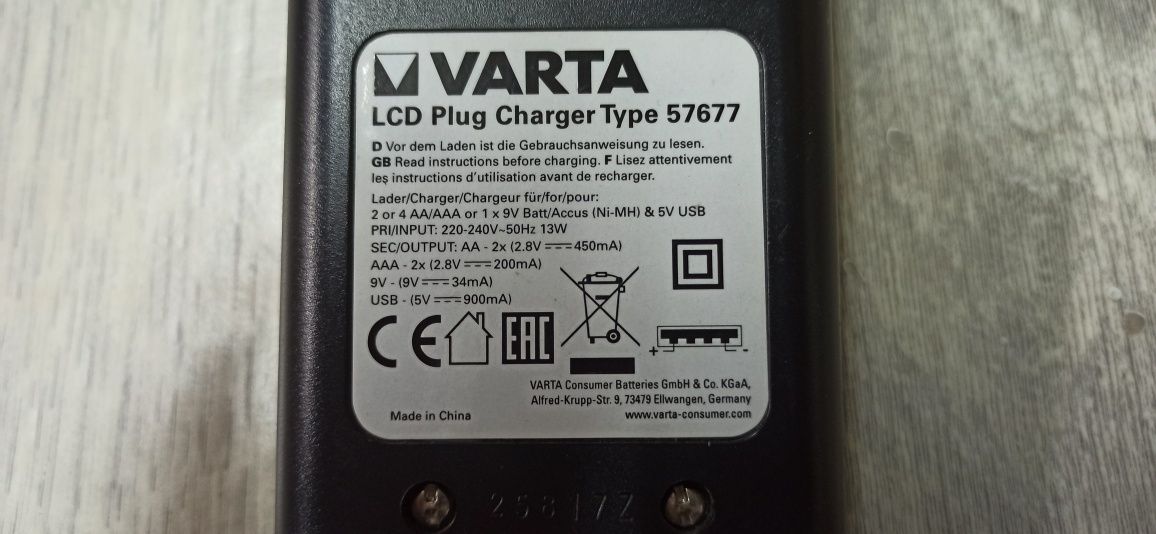 VARTA
LCD Plug Charger Type 57677
D Vor dem Laden ist die Gebrauchsanweisung zu lesen.
GB Read instructions before charging. F Lisez attentivement
les instructions d'utilisation avant de recharger.
Lader/Charger/Chargeur für/for/pour:
2 or 4 AA/AAA or 1 x 9V Batt/Accus (Ni-MH) & 5V USB
PRI/INPUT: 220-240V~50Hz 13W
SEC/OUTPUT: AA - 2x (2.8V⎓450mA)
AAA - 2x (2.8V⎓200mA)
9V - (9V⎓34mA)
USB - (5V⎓900mA)
CE EAC
+ -
VARTA Consumer Batteries GmbH & Co. KGaA,
Alfred-Krupp-Str. 9, 73479 Ellwangen, Germany
Made in China www.varta-consumer.com
25817Z